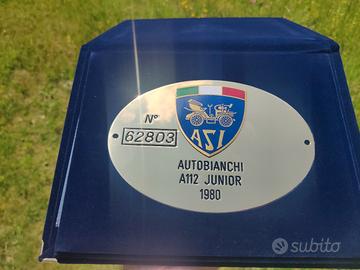 N°
62803
ASI
AUTOBIANCHI
A112 JUNIOR
1980
subito